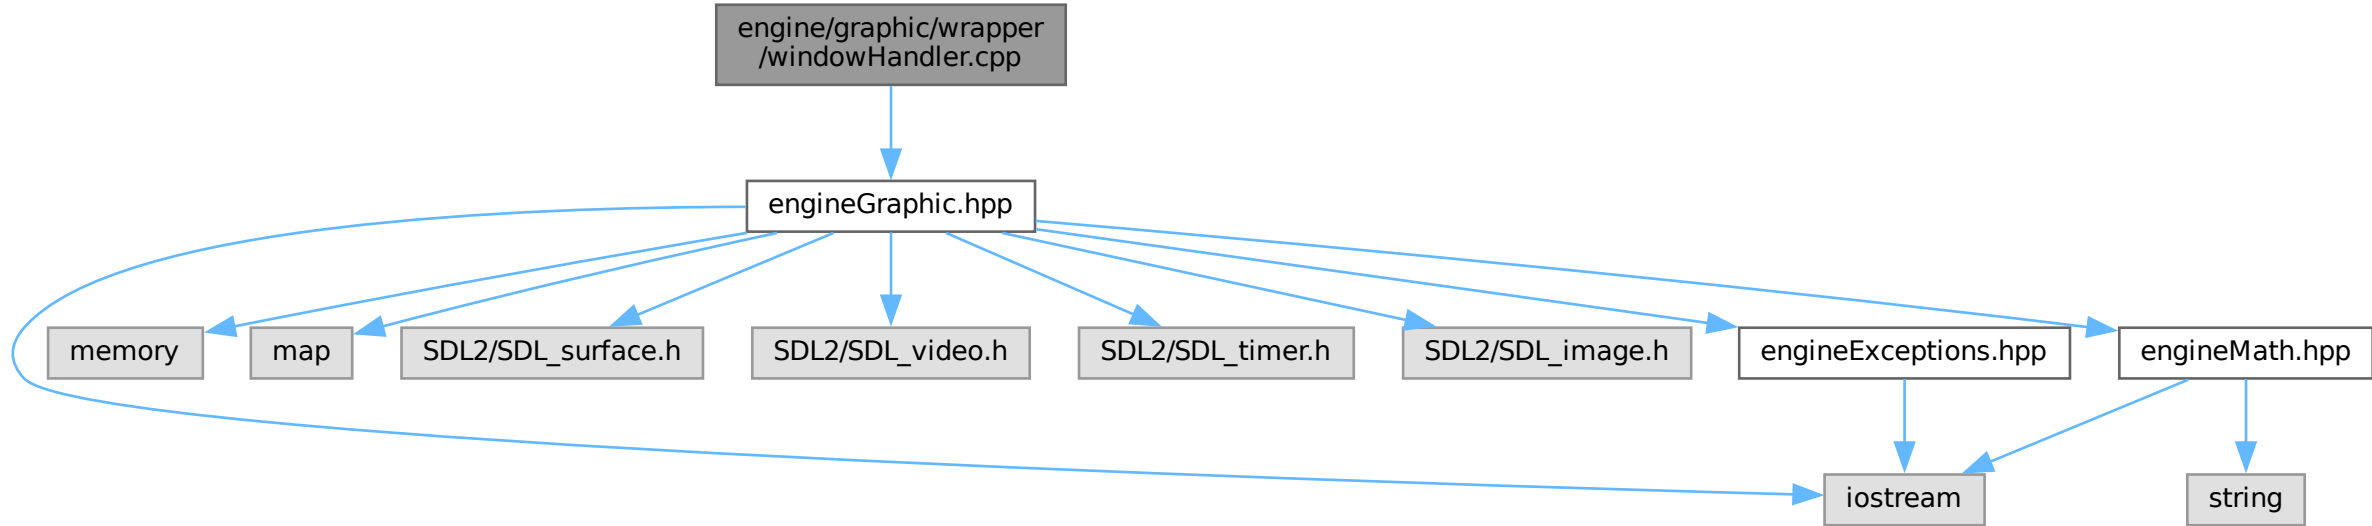 engine/graphic/wrapper
/windowHandler.cpp
engineGraphic.hpp
memory
map
SDL2/SDL_surface.h
SDL2/SDL_video.h
SDL2/SDL_timer.h
SDL2/SDL_image.h
engineExceptions.hpp
engineMath.hpp
iostream
string